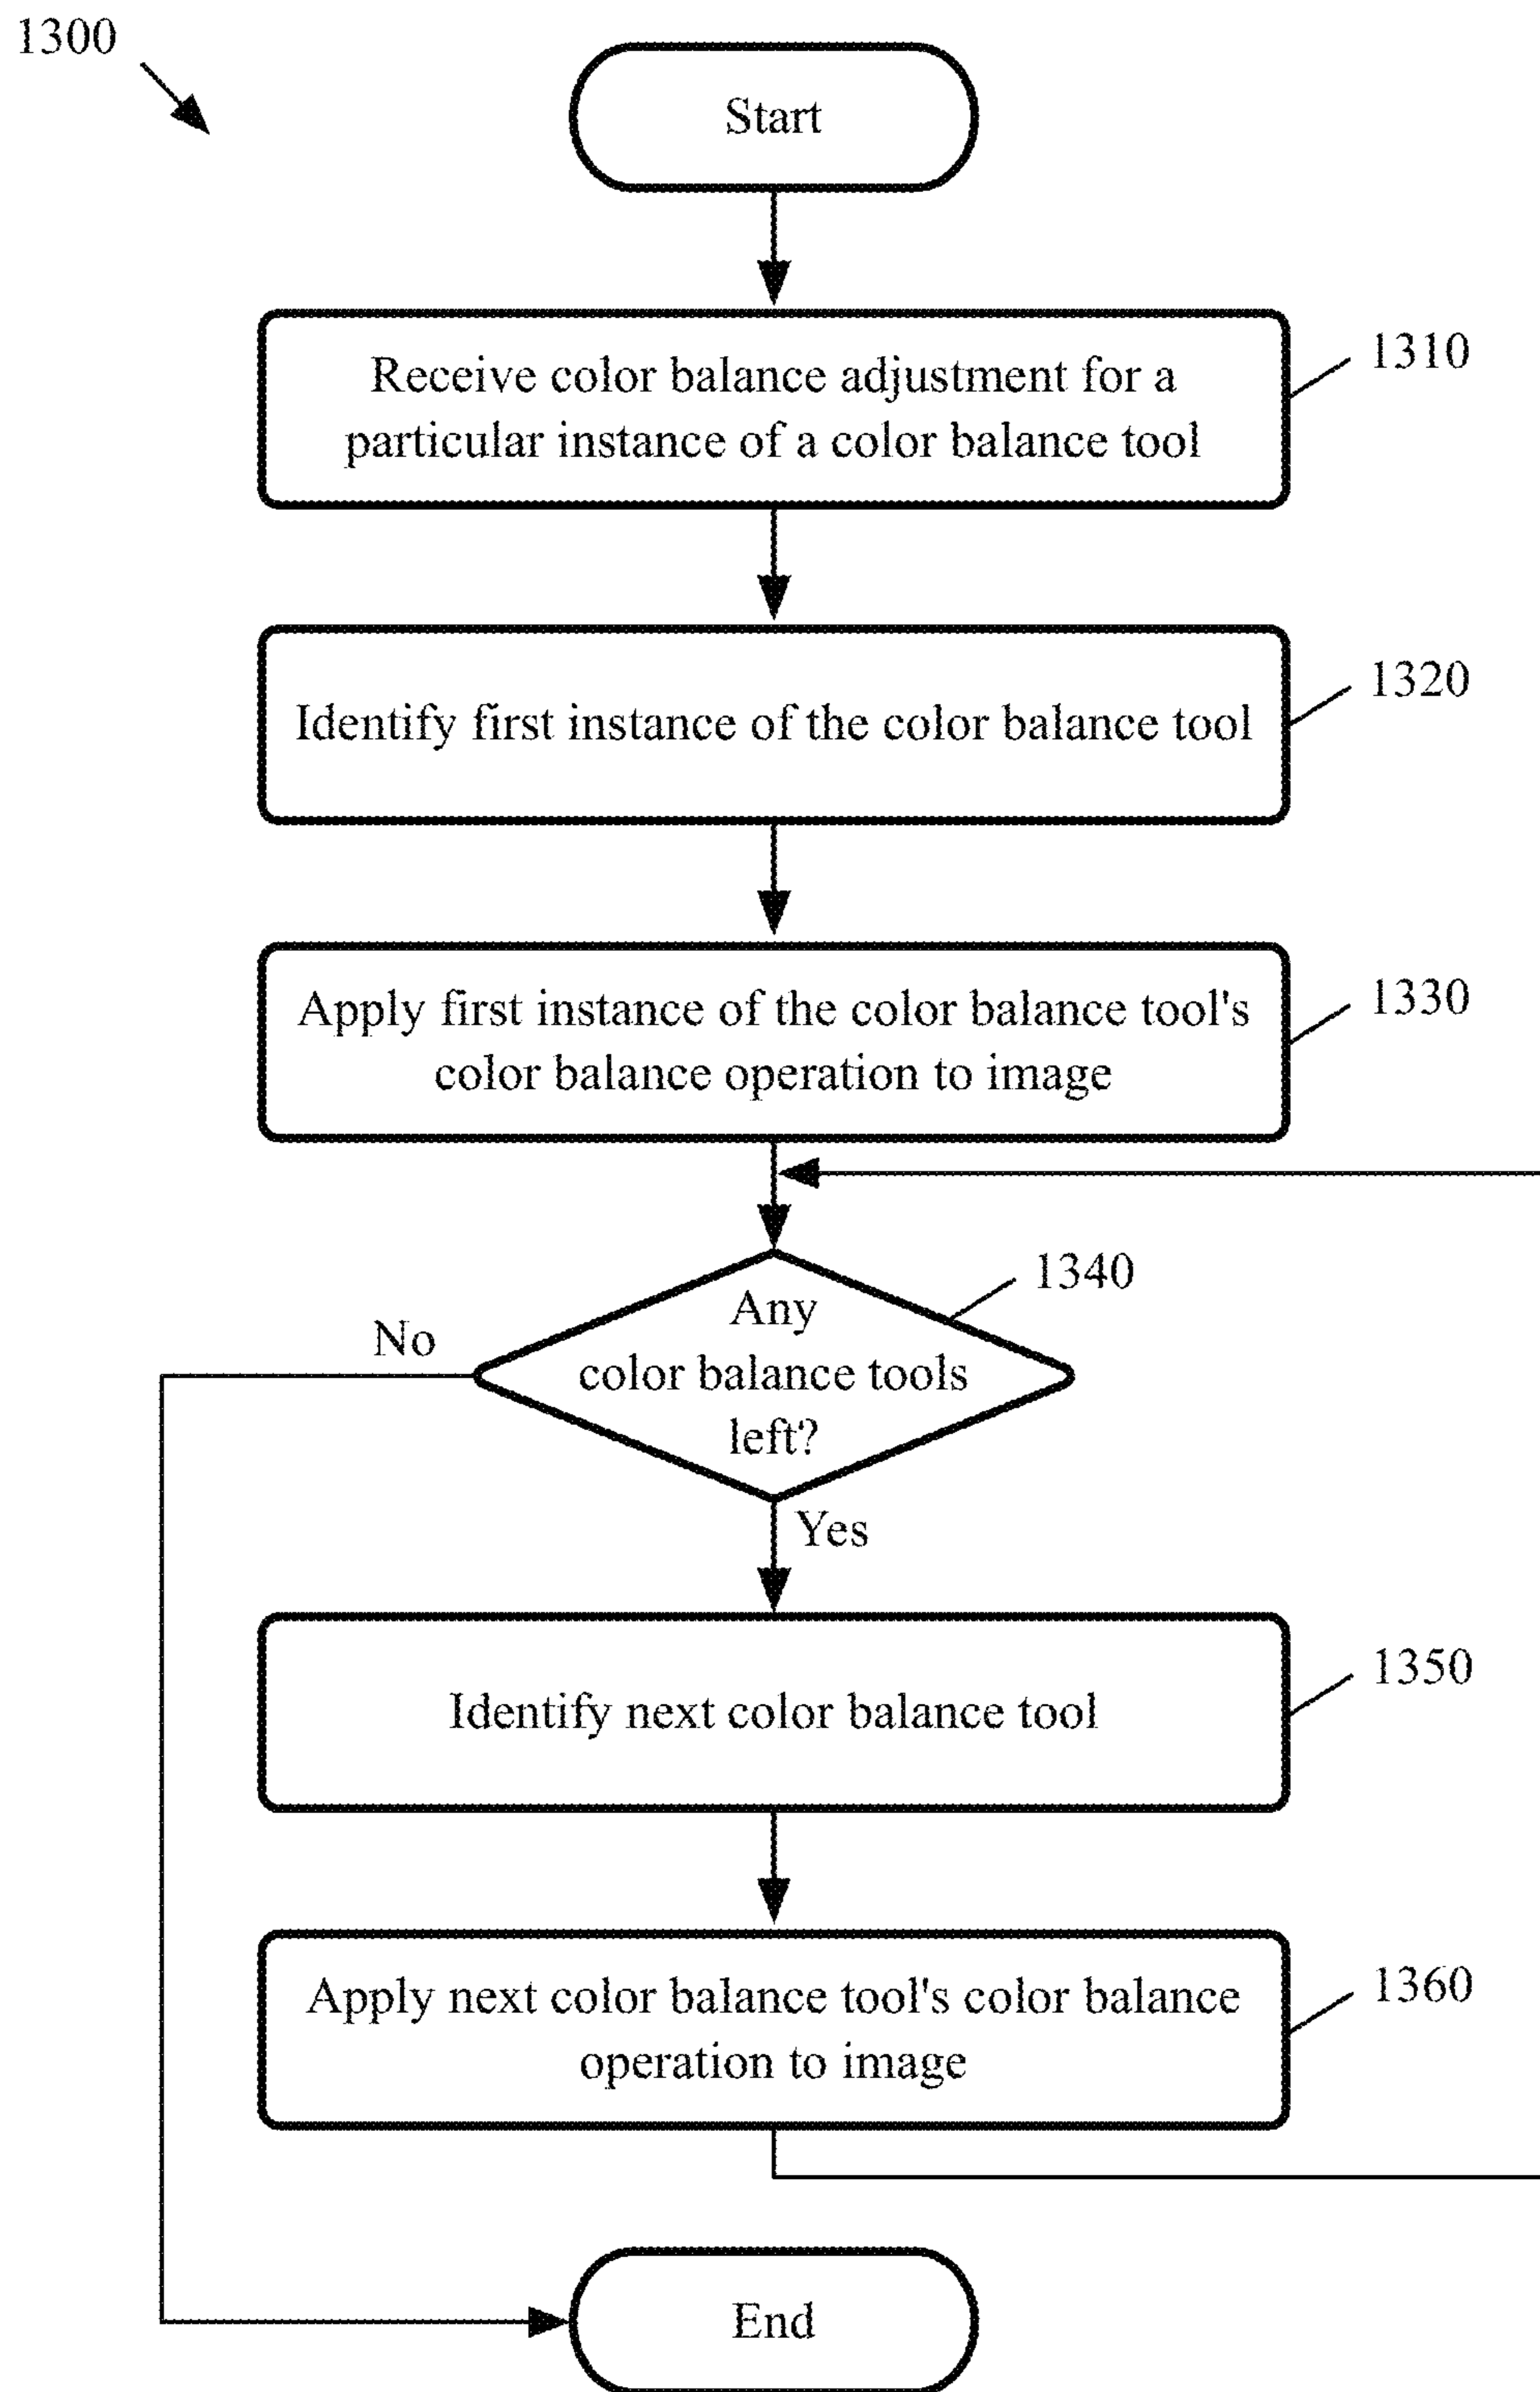 1300
Start
Receive color balance adjustment for a
particular instance of a color balance tool
1310
Identify first instance of the color balance tool
1320
Apply first instance of the color balance tool's
color balance operation to image
1330
Any
color balance tools
left?
1340
No
Yes
Identify next color balance tool
1350
Apply next color balance tool's color balance
operation to image
1360
End